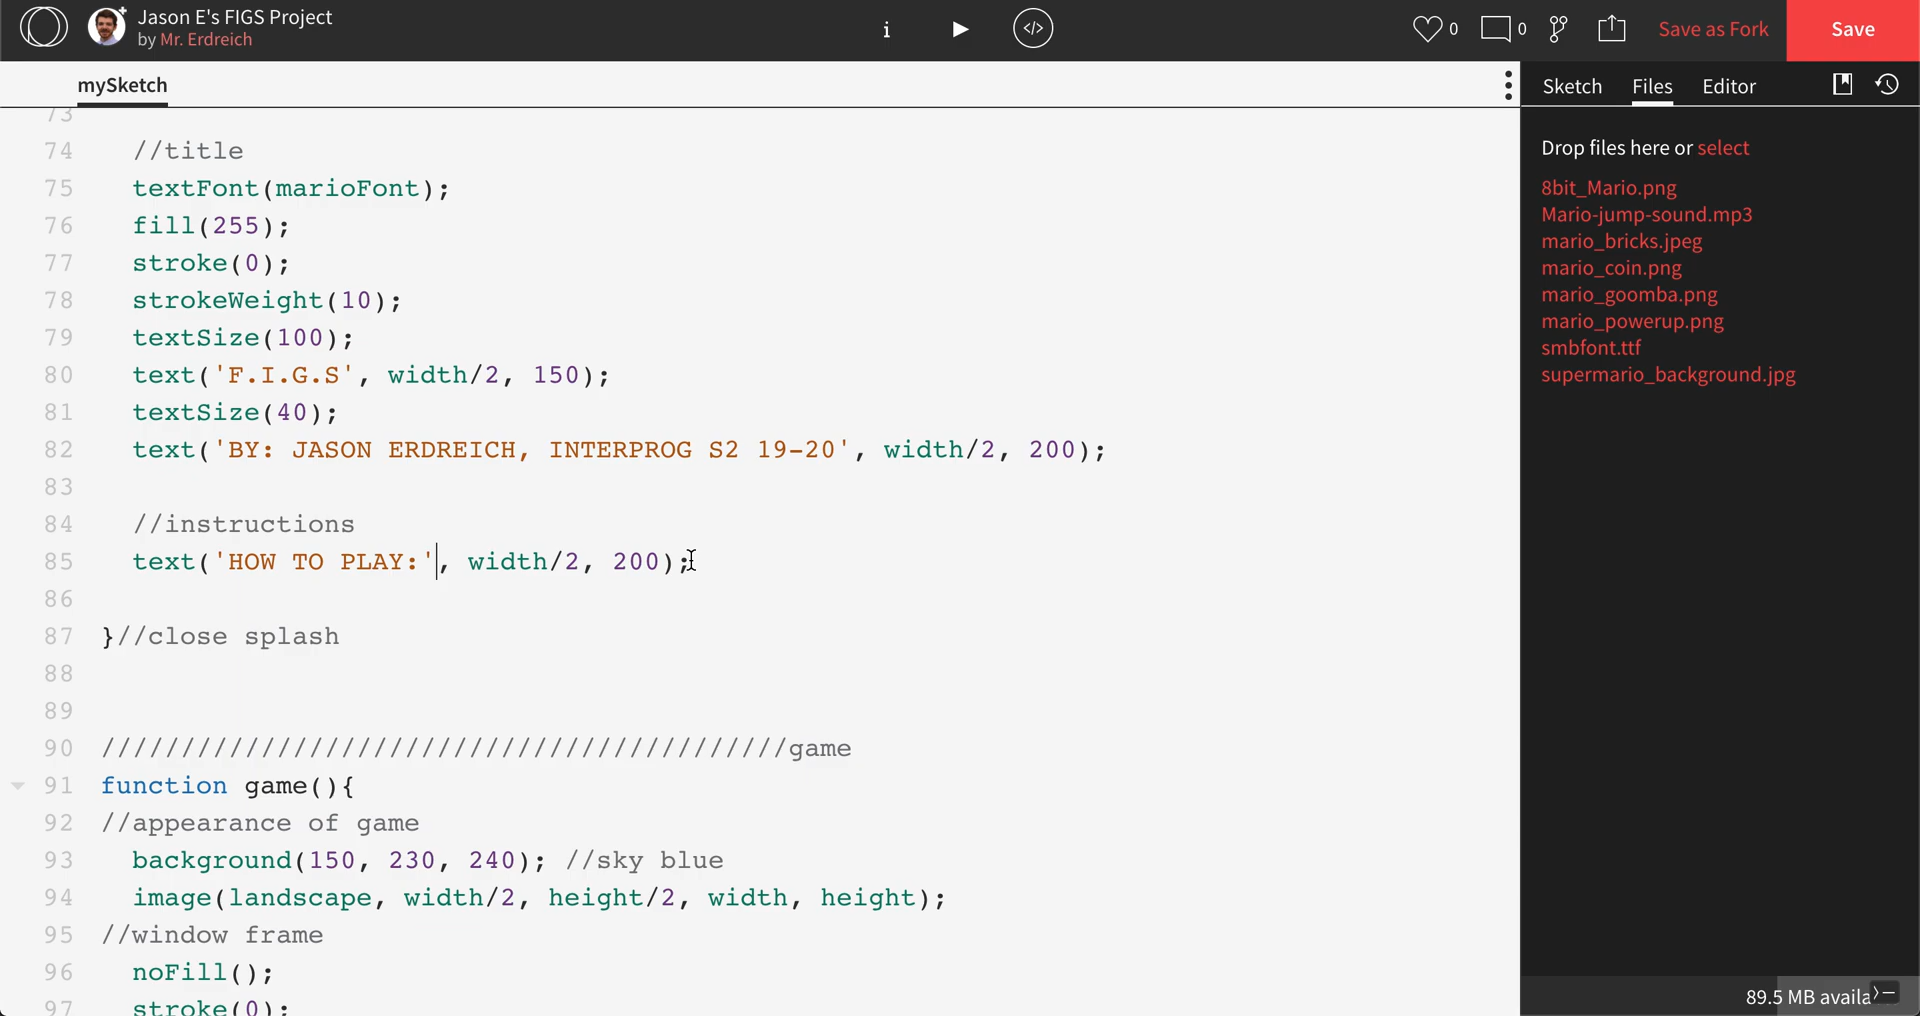 Jason E's FIGS Project
by Mr. Erdreich
i
</>
0
0
Save as Fork
Save
mySketch
Sketch Files Editor
73
74 //title
75 textFont(marioFont);
76 fill(255);
77 stroke(0);
78 strokeWeight(10);
79 textSize(100);
80 text('F.I.G.S', width/2, 150);
81 textSize(40);
82 text('BY: JASON ERDREICH, INTERPROG S2 19-20', width/2, 200);
83
84 //instructions
85 text('HOW TO PLAY:', width/2, 200);
86
87 }//close splash
88
89
90 ///////////////////////////////////////////game
91 function game(){
92 //appearance of game
93 background(150, 230, 240); //sky blue
94 image(landscape, width/2, height/2, width, height);
95 //window frame
96 noFill();
97 stroke(0);
Drop files here or select
8bit_Mario.png
Mario-jump-sound.mp3
mario_bricks.jpeg
mario_coin.png
mario_goomba.png
mario_powerup.png
smbfont.ttf
supermario_background.jpg
89.5 MB availa